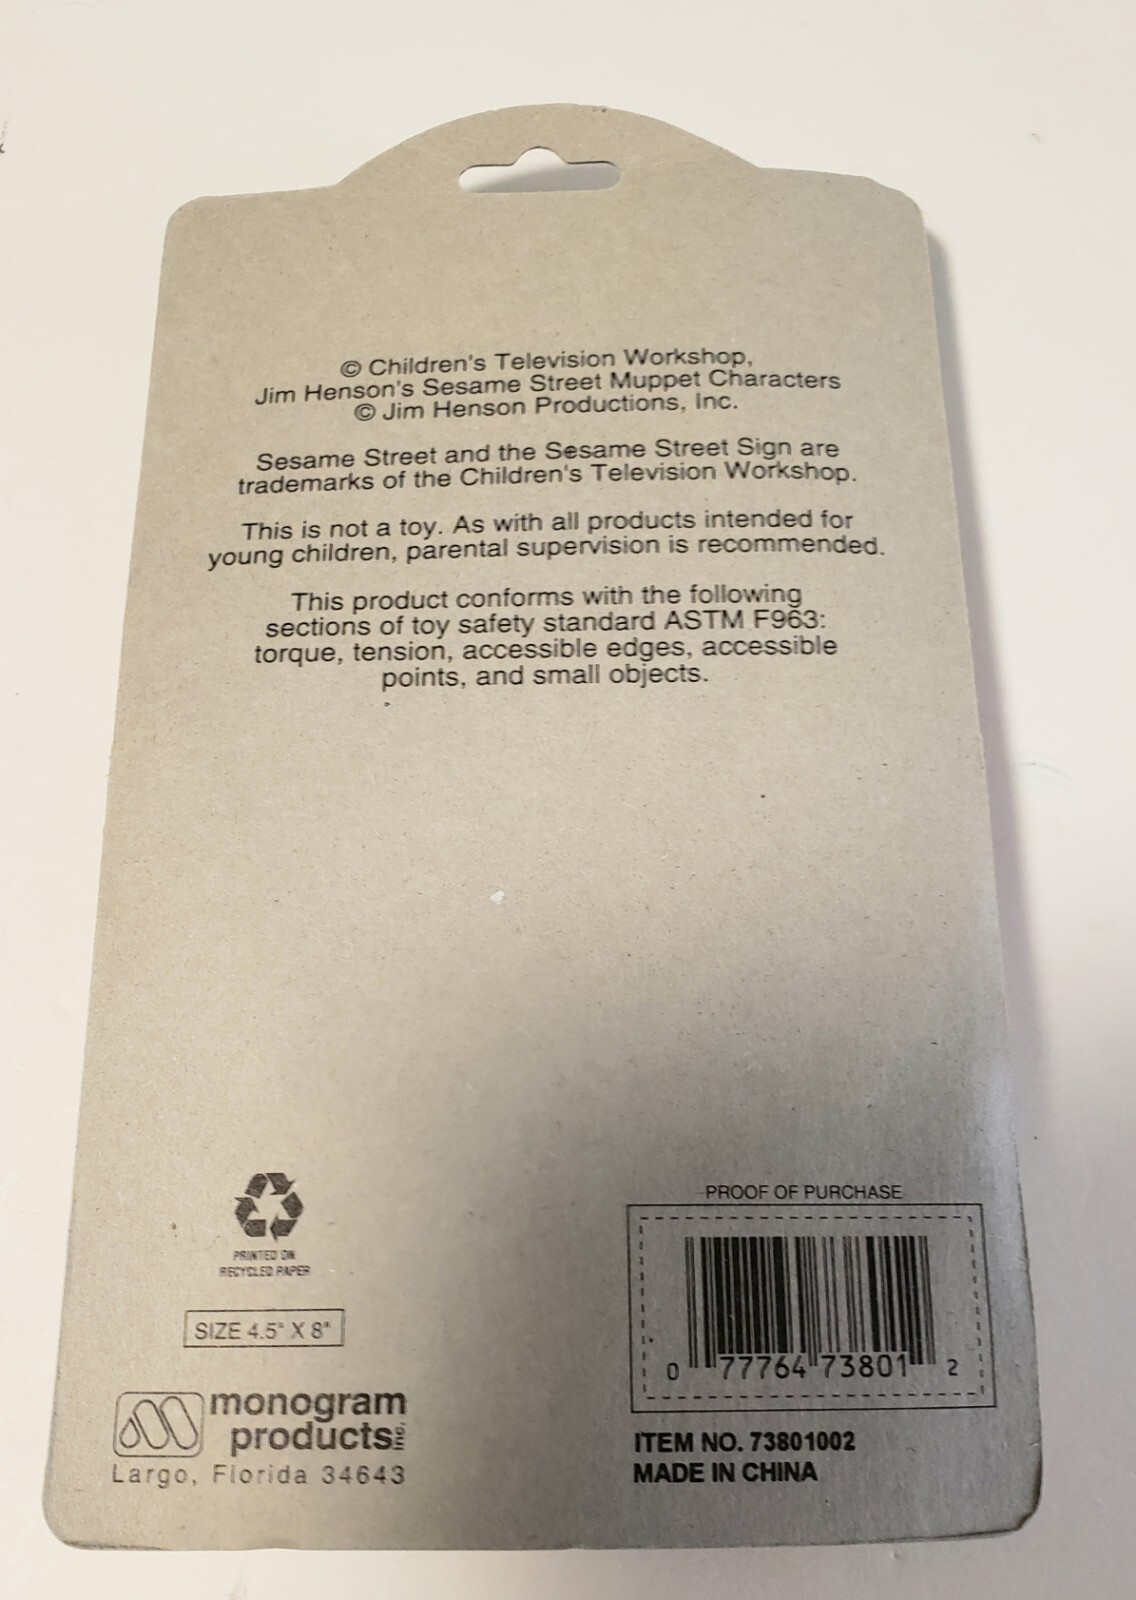 © Children's Television Workshop,
Jim Henson's Sesame Street Muppet Characters
© Jim Henson Productions, Inc.
Sesame Street and the Sesame Street Sign are
trademarks of the Children's Television Workshop.
This is not a toy. As with all products intended for
young children, parental supervision is recommended.
This product conforms with the following
sections of toy safety standard ASTM F963:
torque, tension, accessible edges, accessible
points, and small objects.
PRINTED ON
RECYCLED PAPER
SIZE 4.5" X 8"
monogram
products inc.
Largo, Florida 34643
PROOF OF PURCHASE
0 77764 73801 2
ITEM NO. 73801002
MADE IN CHINA